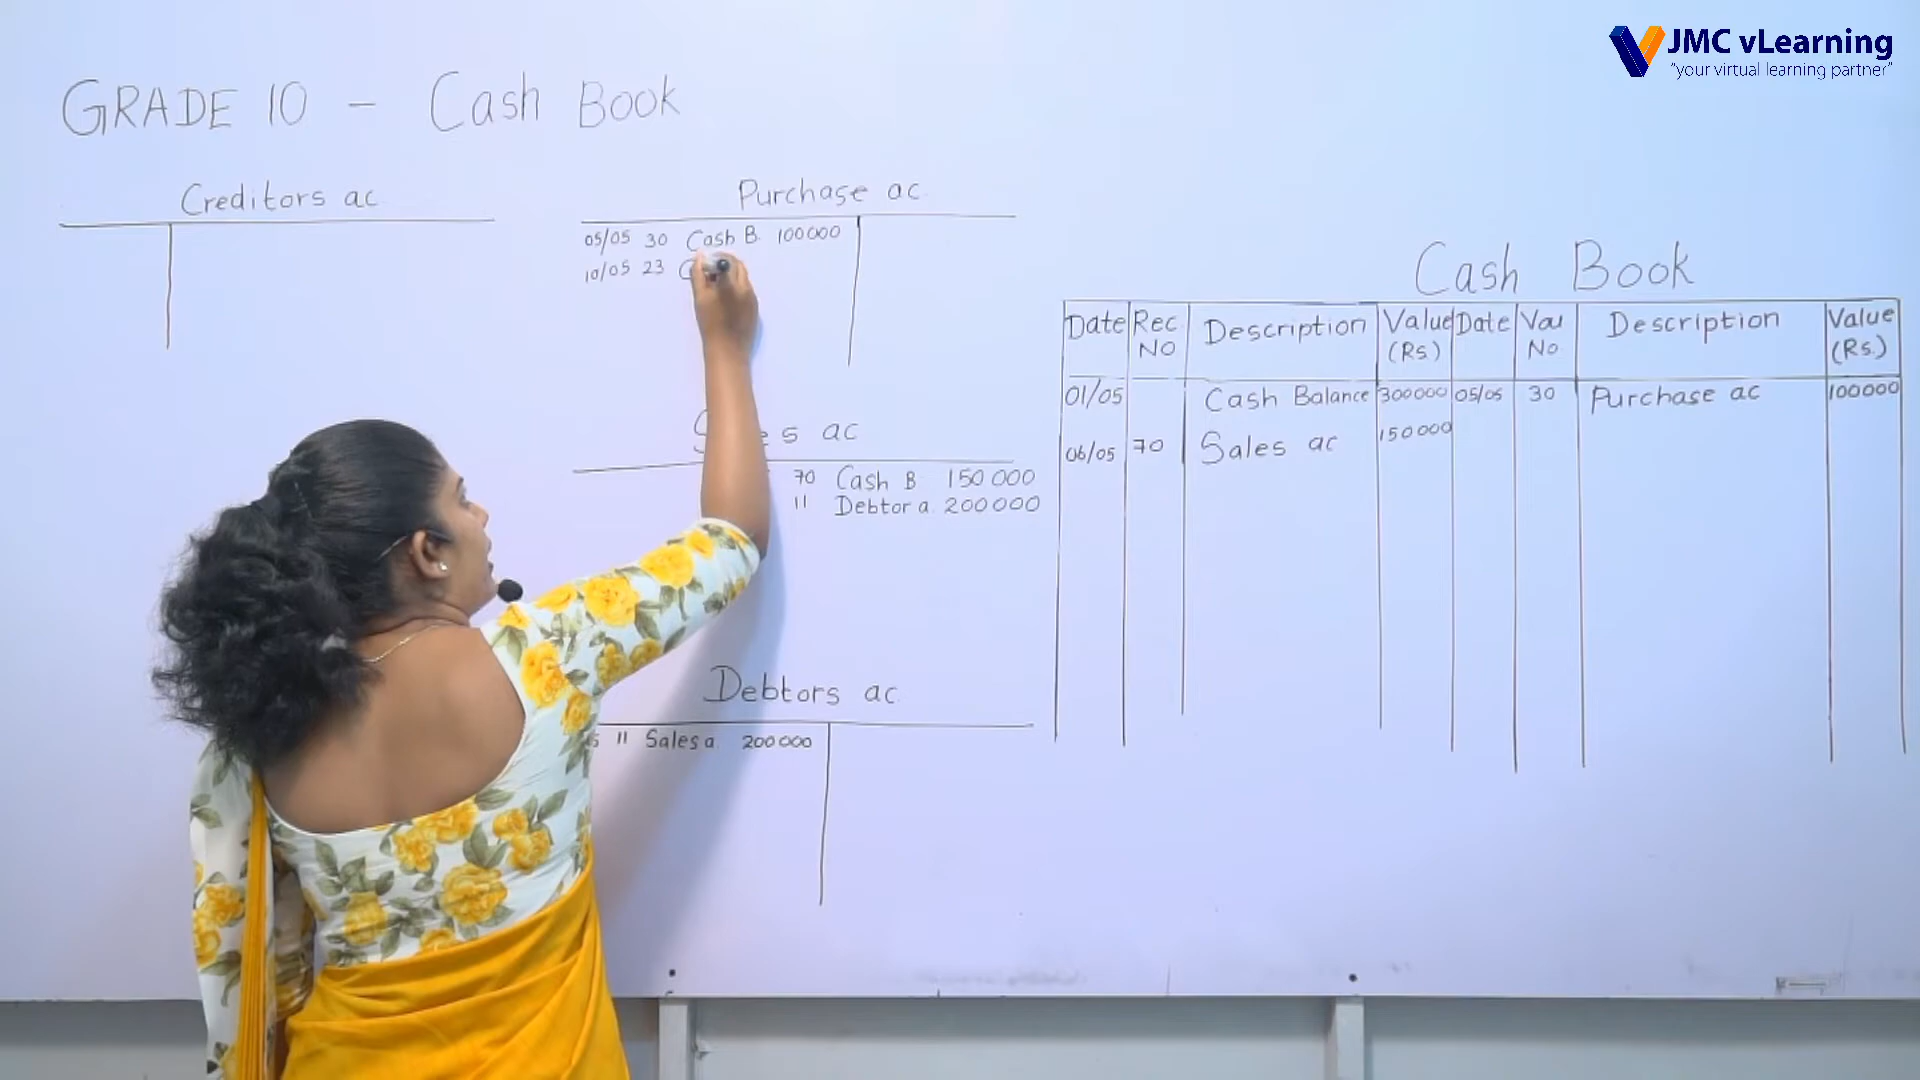 JMC vLearning
"your virtual learning partner"
GRADE 10 - Cash Book
Creditors ac
Purchase ac
05/05 30 Cash B. 100000
10/05 23
ac
70 Cash B 150 000
11 Debtor a. 200000
Debtors ac
11 Sales a. 200000
Cash Book
Date Rec NO Description Value (Rs) Date Vou No Description Value (Rs.)
01/05 Cash Balance 300000 05/05 30 Purchase ac 100000
06/05 70 Sales ac 150000